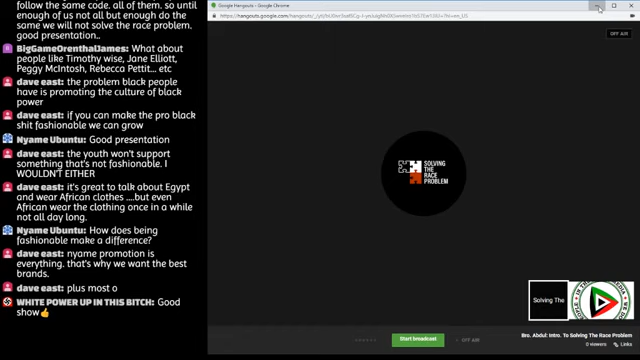 follow the same code. all of them. so until
enough of us not all but enough do the
same we will not solve the race problem.
good presentation..
BigGameOrenthalJames: What about
people like Timothy wise, Jane Elliott,
Peggy McIntosh, Rebecca Pettit... etc
dave east: the problem black people
have is promoting the culture of black
power
dave east: if you can make the pro black
shit fashionable we can grow
Nyame Ubuntu: Good presentation
dave east: the youth won't support
something that's not fashionable. I
WOULDN'T EITHER
dave east: it's great to talk about Egypt
and wear African clothes ....but even
African wear the clothing once in a while
not all day long.
Nyame Ubuntu: How does being
fashionable make a difference?
dave east: nyame promotion is
everything. that's why we want the best
brands.
dave east: plus most o
WHITE POWER UP IN THIS BITCH: Good
show👍
Google Hangouts - Google Chrome
OFF AIR
SOLVING
THE
RACE
PROBLEM
Solving The
Bro. Abdul: Intro. To Solving The Race Problem
0 viewers
Links
Start broadcast
OFF AIR